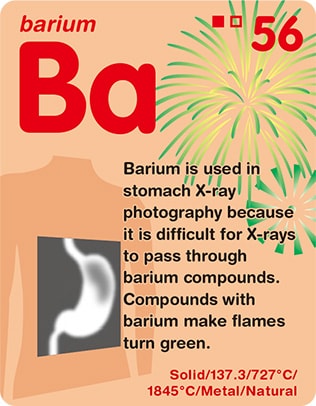 barium
56
Ba
Barium is used in
stomach X-ray
photography because
it is difficult for X-rays
to pass through
barium compounds.
Compounds with
barium make flames
turn green.
Solid/137.3/727°C/
1845°C/Metal/Natural